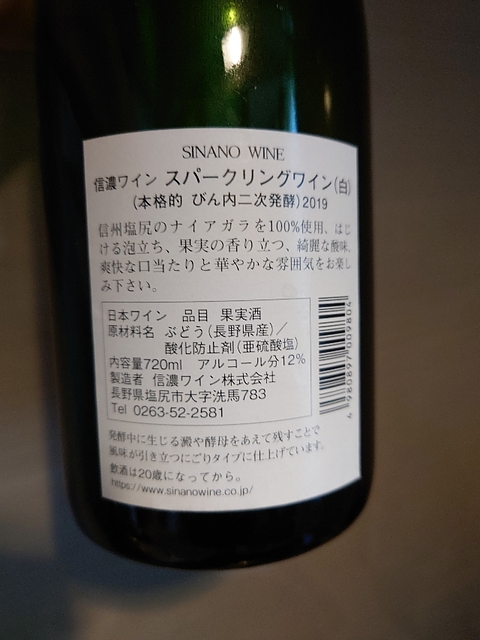 SINANO WINE
信濃ワイン スパークリングワイン(白)
(本格的 びん内二次発酵)2019
信州塩尻のナイアガラを100%使用、はじ
ける泡立ち、果実の香り立つ、綺麗な酸味、
爽快な口当たりと華やかな雰囲気をお楽し
み下さい。
日本ワイン 品目 果実酒
原材料名 ぶどう(長野県産)/
酸化防止剤(亜硫酸塩)
内容量720ml アルコール分12%
製造者 信濃ワイン株式会社
長野県塩尻市大字洗馬783
Tel 0263-52-2581
4980897009804
発酵中に生じる澱や酵母をあえて残すことで
風味が引き立つにごりタイプに仕上げています。
飲酒は20歳になってから。
https://www.sinanowine.co.jp/